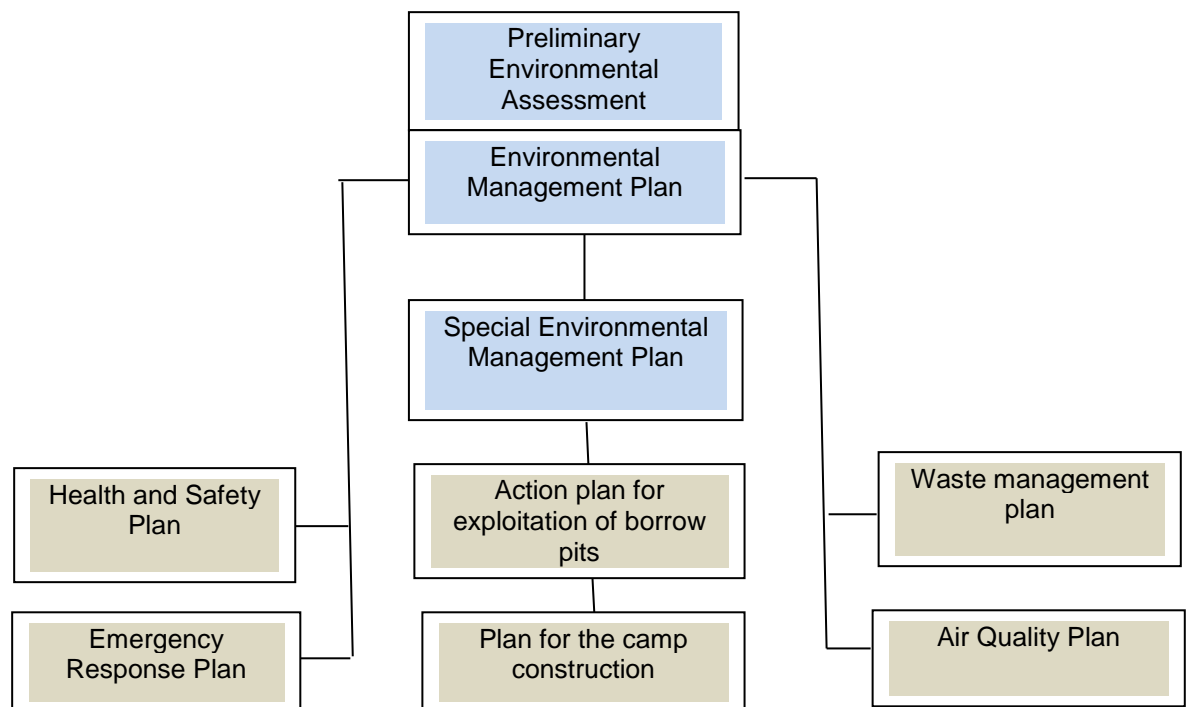 Preliminary
Environmental
Assessment
Environmental
Management Plan
Special Environmental
Management Plan
Health and Safety
Plan
Action plan for
exploitation of borrow
pits
Waste management
plan
Emergency
Response Plan
Plan for the camp
construction
Air Quality Plan